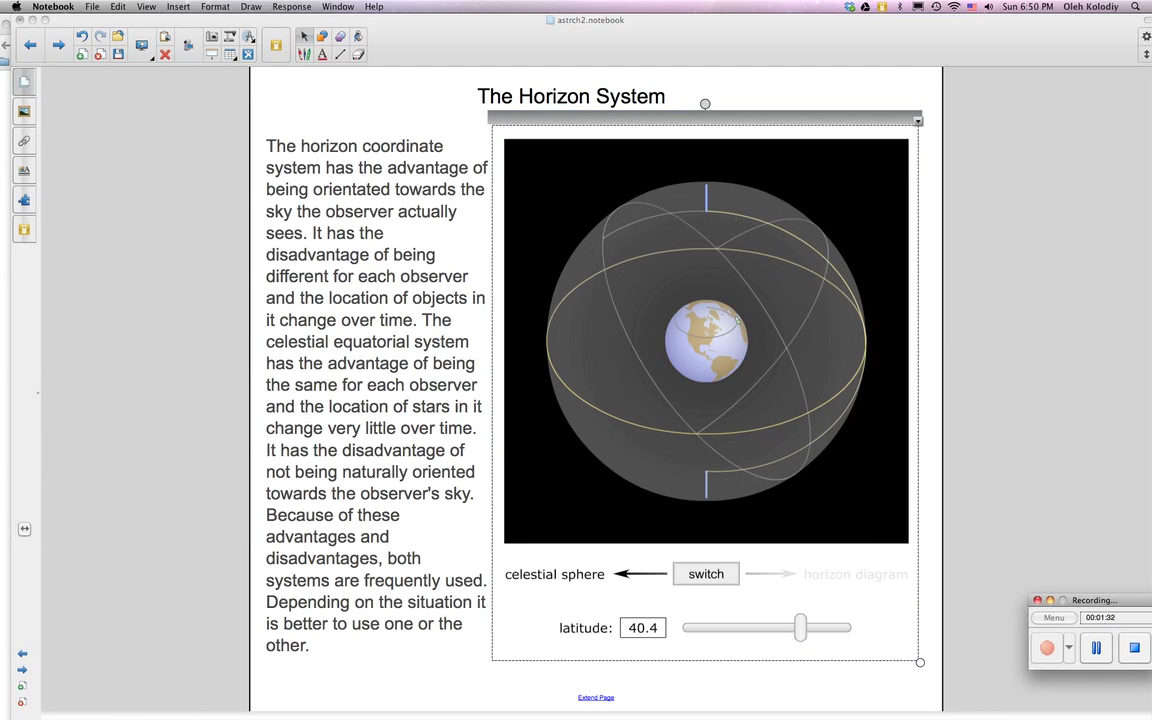 Notebook File Edit View Insert Format Draw Response Window Help
Sun 6:50 PM Oleh Kolodiy
astrch2.notebook
The Horizon System
The horizon coordinate
system has the advantage of
being orientated towards the
sky the observer actually
sees. It has the
disadvantage of being
different for each observer
and the location of objects in
it change over time. The
celestial equatorial system
has the advantage of being
the same for each observer
and the location of stars in it
change very little over time.
It has the disadvantage of
not being naturally oriented
towards the observer's sky.
Because of these
advantages and
disadvantages, both
systems are frequently used.
Depending on the situation it
is better to use one or the
other.
celestial sphere switch horizon diagram
latitude: 40.4
Recording...
Menu 00:01:32
Extend Page